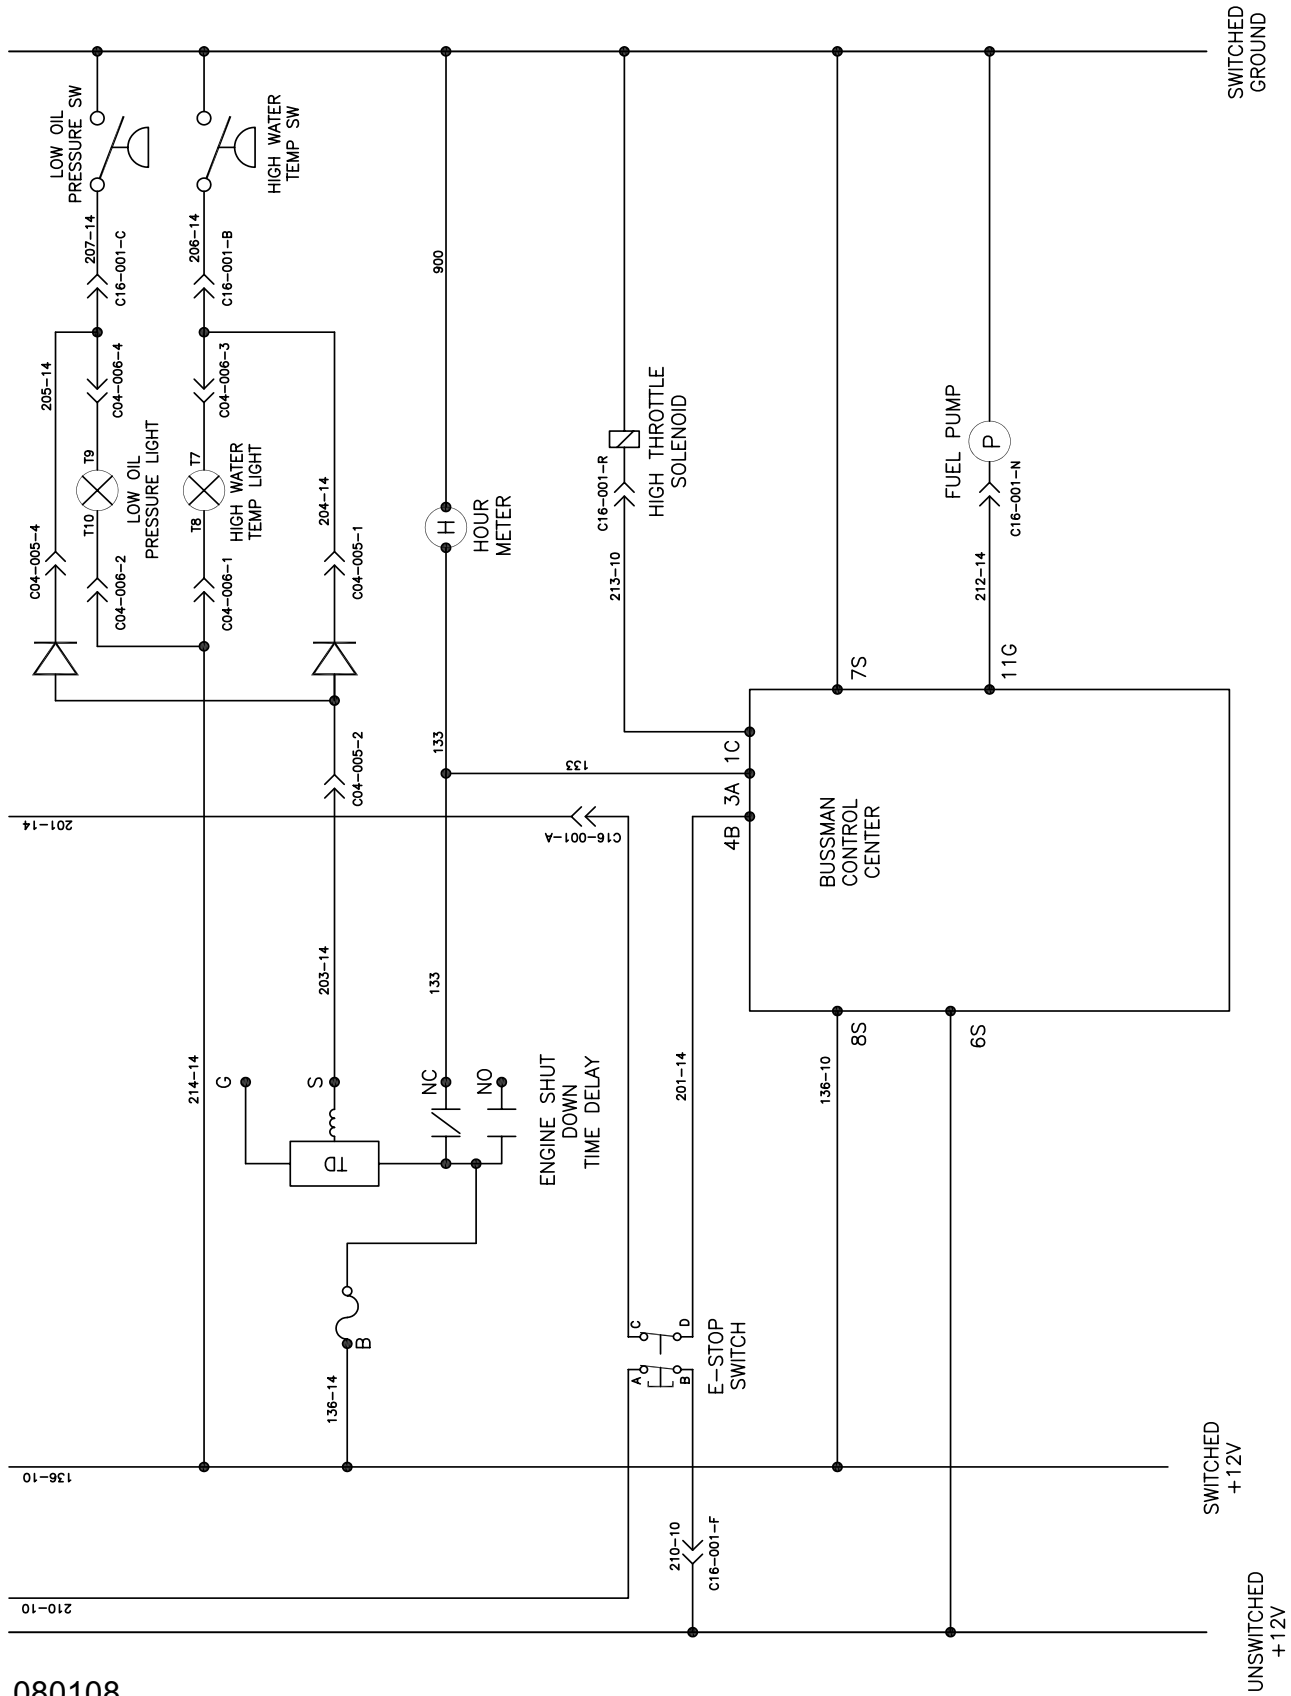 SWITCHED
GROUND
LOW OIL
PRESSURE SW
HIGH WATER
TEMP SW
207-14
C16-001-C
206-14
C16-001-B
900
205-14
C04-006-4
C04-006-3
T9
T10
LOW OIL
PRESSURE LIGHT
T7
T8
HIGH WATER
TEMP LIGHT
204-14
C04-005-4
C04-006-2
C04-006-1
C04-005-1
H
HOUR
METER
C16-001-R
HIGH THROTTLE
SOLENOID
213-10
FUEL PUMP
P
C16-001-N
212-14
7S
11G
1C
3A
4B
133
133
C04-005-2
201-14
C16-001-A
BUSSMAN
CONTROL
CENTER
203-14
133
8S
6S
214-14
G
S
NC
NO
TD
ENGINE SHUT
DOWN
TIME DELAY
201-14
136-10
B
136-14
C
D
A
B
E-STOP
SWITCH
136-10
SWITCHED
+12V
210-10
C16-001-F
210-10
UNSWITCHED
+12V
080108